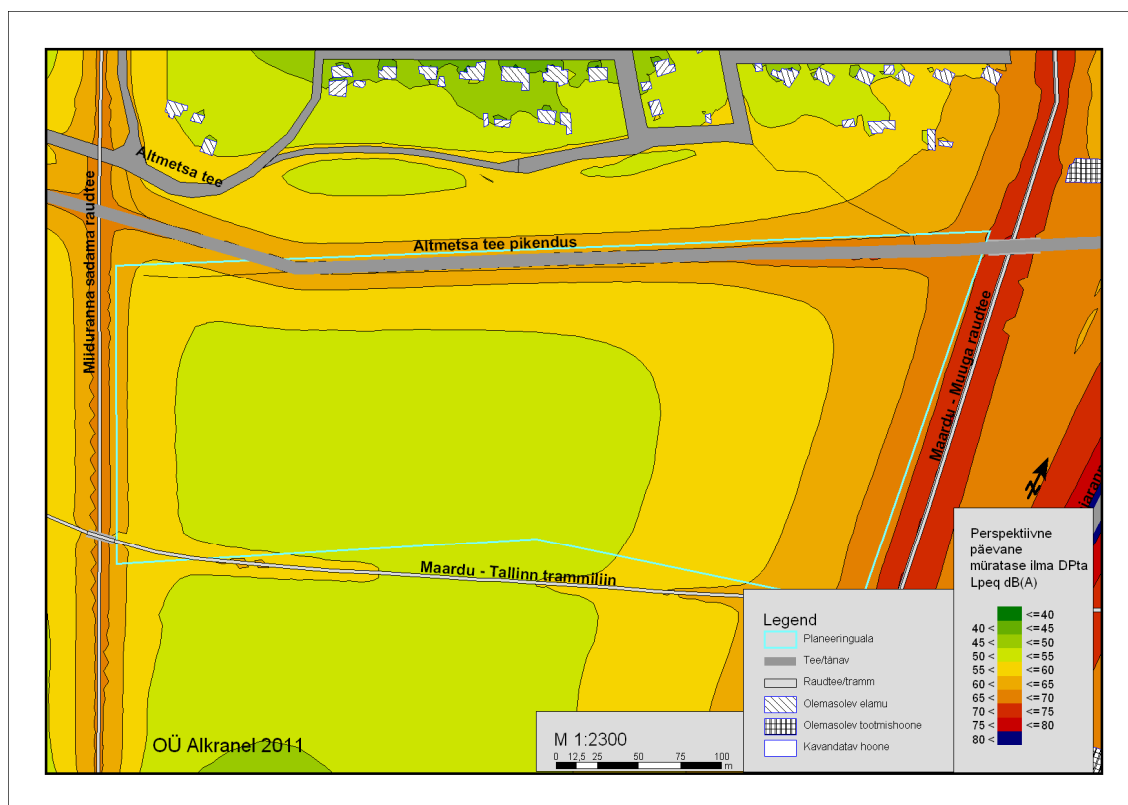 Altmetsa tee
Miiduranna sadama raudtee
Altmetsa tee pikendus
Maardu - Muuga raudtee
Maardu - Tallinn trammiliin
N
OÜ Alkranel 2011
M 1:2300
0 12,5 25 50 75 100
m
Legend
Planeeringuala
Tee/tänav
Raudtee/tramm
Olemasolev elamu
Olemasolev tootmishoone
Kavandatav hoone
Perspektiivne
päevane
müratase ilma DPta
Lpeq dB(A)
<=40
40 < <=45
45 < <=50
50 < <=55
55 < <=60
60 < <=65
65 < <=70
70 < <=75
75 < <=80
80 <